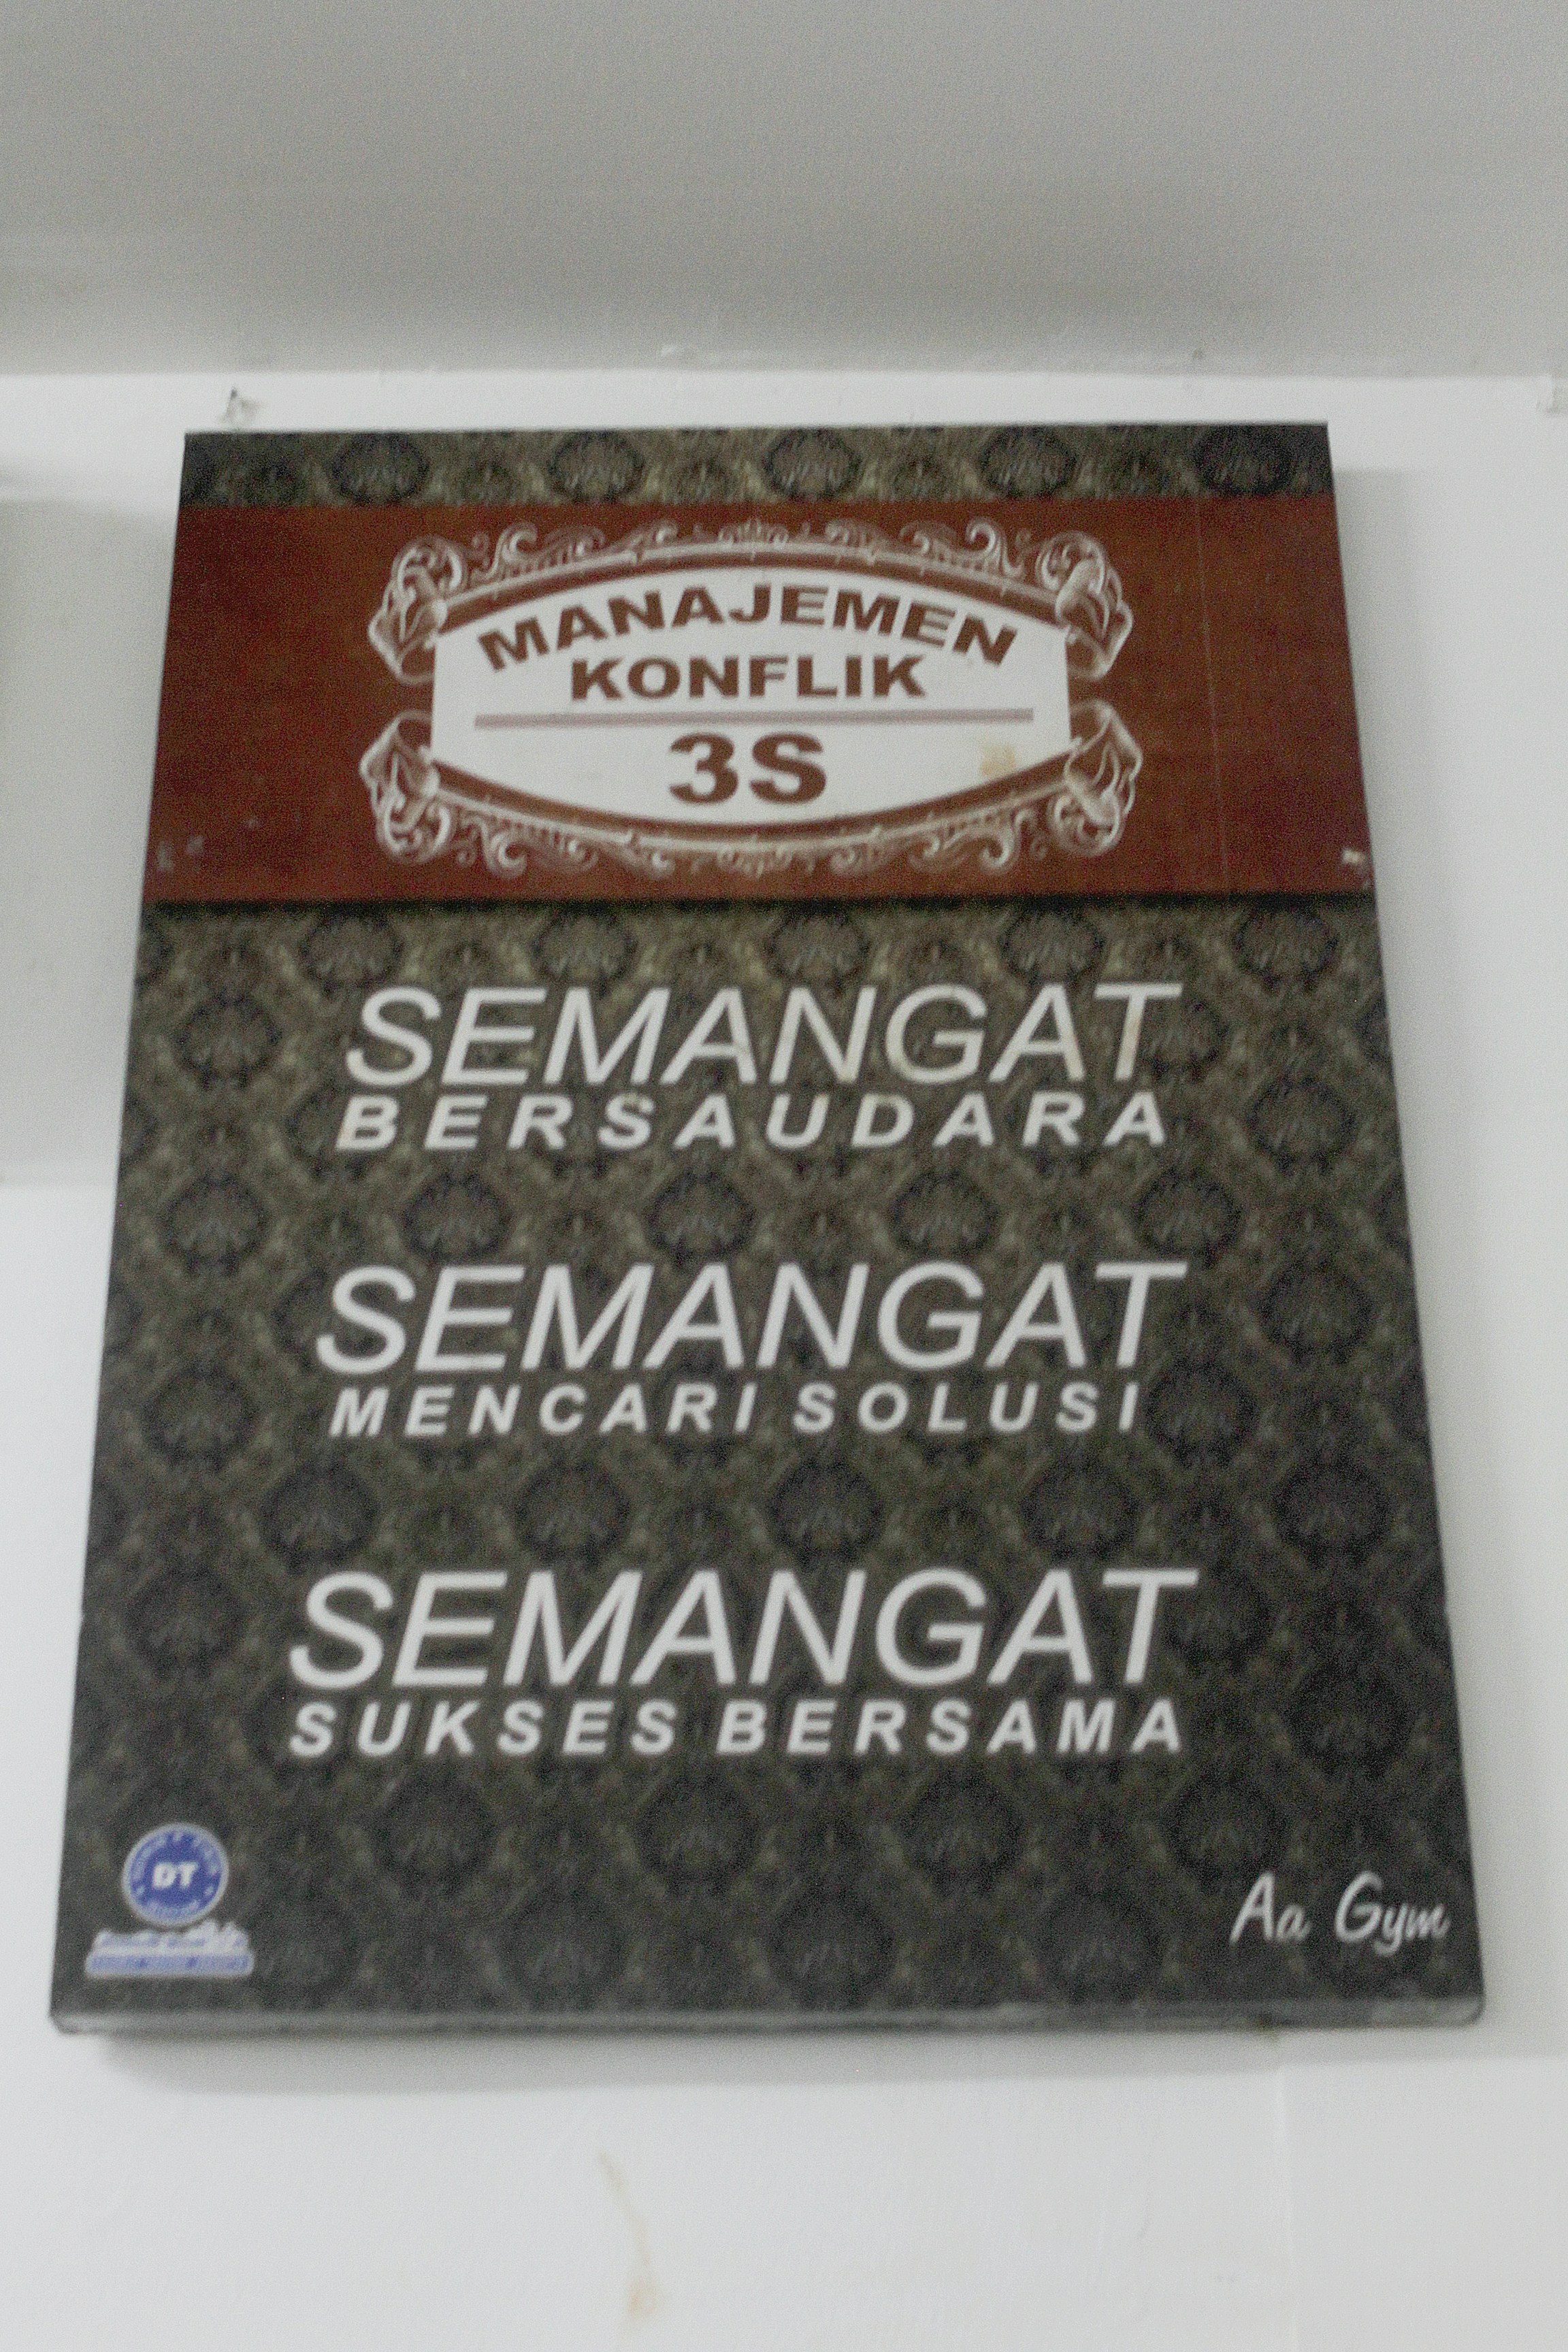 MANAJEMEN
KONFLIK
3S
SEMANGAT
BERSAUDARA
SEMANGAT
MENCARI SOLUSI
SEMANGAT
SUKSES BERSAMA
DT
Aa Gym